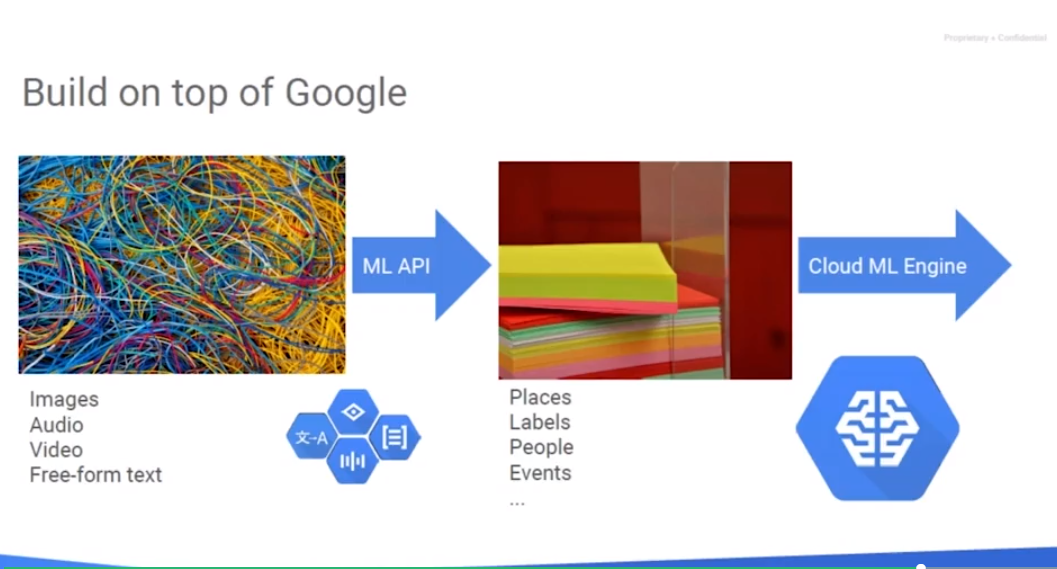 Proprietary + Confidential
Build on top of Google
ML API
Cloud ML Engine
Images
Audio
Video
Free-form text
文→A
Places
Labels
People
Events
...